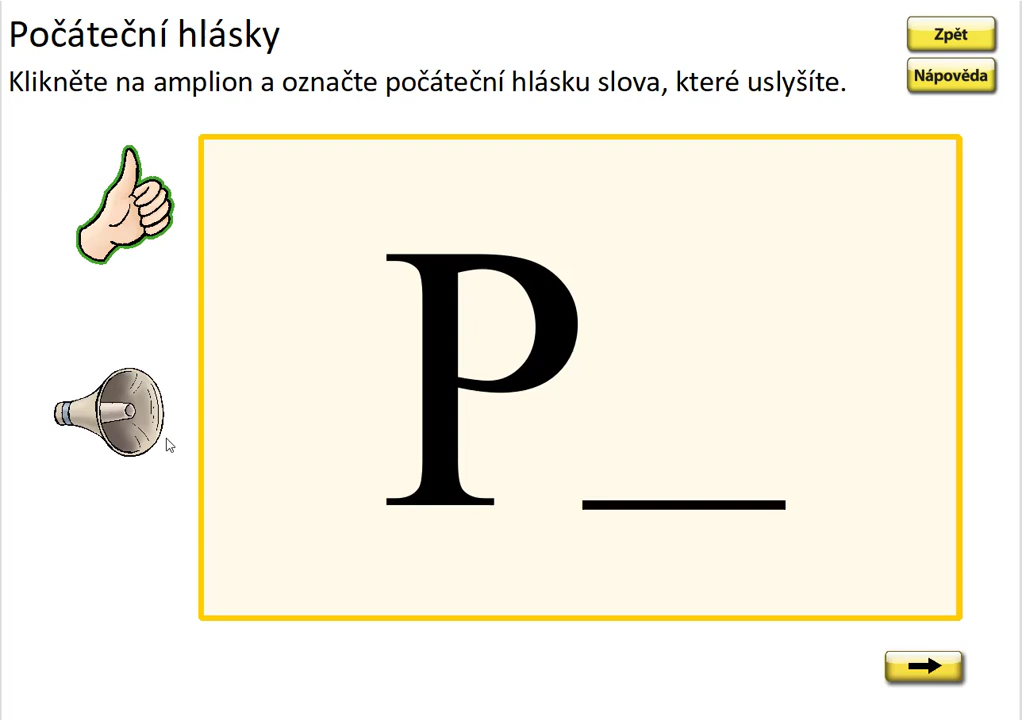 Počáteční hlásky
Zpět
Klikněte na amplion a označte počáteční hlásku slova, které uslyšíte.
Nápověda
P_